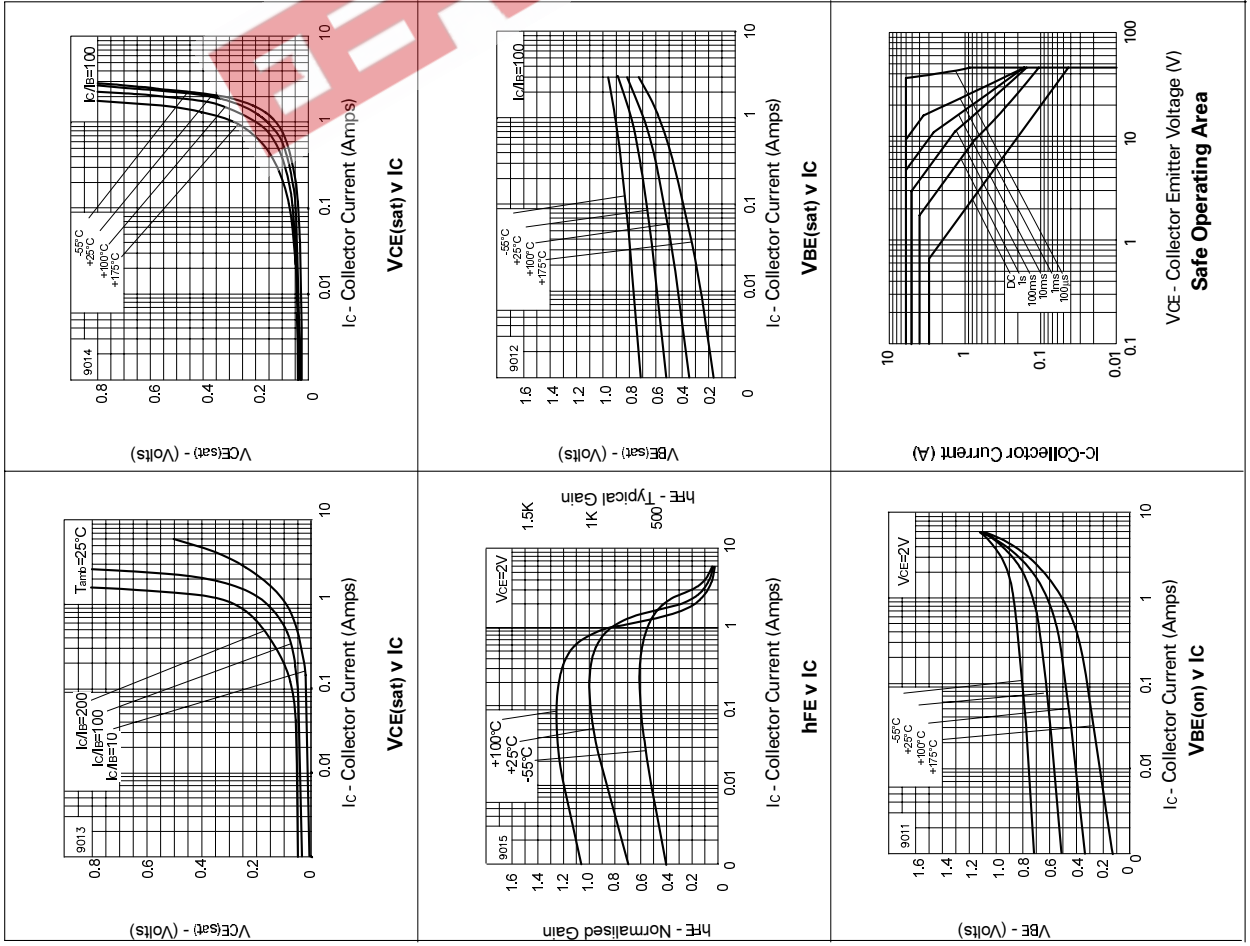 9013
Tamb=25°C
IC/IB=200
IC/IB=100
IC/IB=10
0.8
0.6
0.4
0.2
0
VCE(sat) - (Volts)
0.01
0.1
1
10
IC - Collector Current (Amps)
VCE(sat) v IC
9014
IC/IB=100
-55°C
+25°C
+100°C
+175°C
0.8
0.6
0.4
0.2
0
VCE(sat) - (Volts)
0.01
0.1
1
10
IC - Collector Current (Amps)
VCE(sat) v IC
9015
VCE=2V
+100°C
+25°C
-55°C
1.6
1.4
1.2
1.0
0.8
0.6
0.4
0.2
0
hFE - Normalised Gain
1.5K
1K
500
hFE - Typical Gain
0
0.01
0.1
1
10
IC - Collector Current (Amps)
hFE v IC
9012
IC/IB=100
-55°C
+25°C
+100°C
+175°C
1.6
1.4
1.2
1.0
0.8
0.6
0.4
0.2
0
VBE(sat) - (Volts)
0.01
0.1
1
10
IC - Collector Current (Amps)
VBE(sat) v IC
9011
VCE=2V
-55°C
+25°C
+100°C
+175°C
1.6
1.4
1.2
1.0
0.8
0.6
0.4
0.2
0
VBE - (Volts)
0
0.01
0.1
1
10
IC - Collector Current (Amps)
VBE(on) v IC
10
1
0.1
0.01
IC-Collector Current (A)
DC
1s
100ms
10ms
1ms
100µs
0.1
1
10
100
VCE - Collector Emitter Voltage (V)
Safe Operating Area